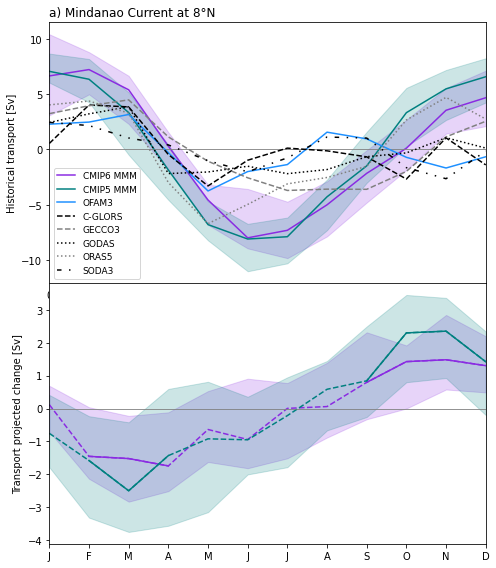 a) Mindanao Current at 8°N
Historical transport [Sv]
10
5
0
−5
−10
CMIP6 MMM
CMIP5 MMM
OFAM3
C-GLORS
GECCO3
GODAS
ORAS5
SODA3
Transport projected change [Sv]
3
2
1
0
−1
−2
−3
−4
J F M A M J J A S O N D